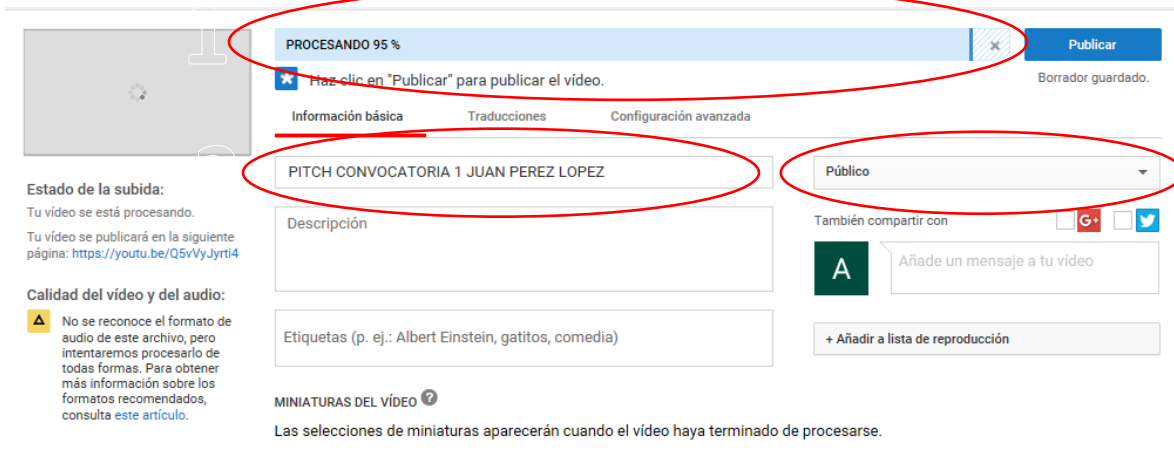 PROCESANDO 95 %
Publicar
Haz clic en "Publicar" para publicar el vídeo.
Borrador guardado.
Información básica
Traducciones
Configuración avanzada
PITCH CONVOCATORIA 1 JUAN PEREZ LOPEZ
Público
Estado de la subida:
Tu vídeo se está procesando.
Tu vídeo se publicará en la siguiente
página: https://youtu.be/Q5vVyJyrti4
Descripción
También compartir con
G+
A
Añade un mensaje a tu vídeo
Calidad del vídeo y del audio:
No se reconoce el formato de
audio de este archivo, pero
intentaremos procesarlo de
todas formas. Para obtener
más información sobre los
formatos recomendados,
consulta este artículo.
Etiquetas (p. ej.: Albert Einstein, gatitos, comedia)
+ Añadir a lista de reproducción
MINIATURAS DEL VÍDEO ?
Las selecciones de miniaturas aparecerán cuando el vídeo haya terminado de procesarse.